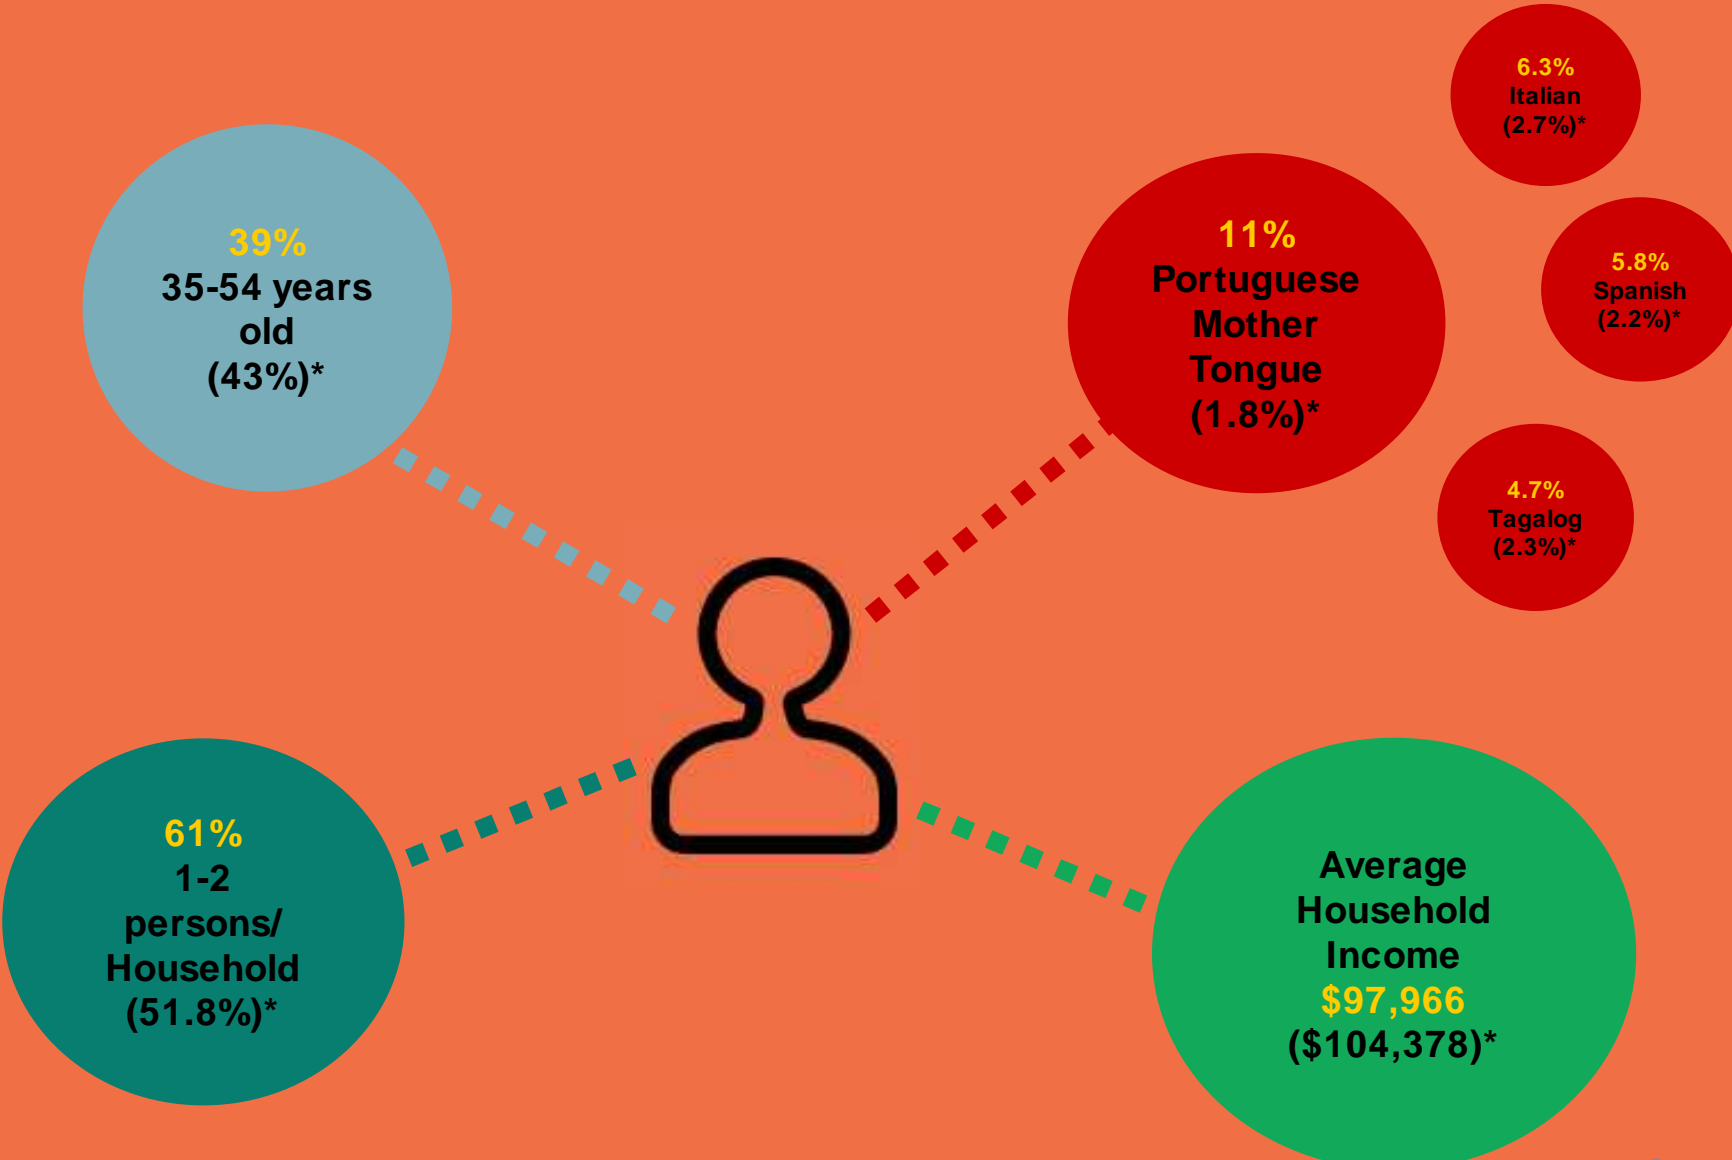 6.3%
Italian
(2.7%)*
39%
35-54 years
old
(43%)*
11%
Portuguese
Mother
Tongue
(1.8%)*
5.8%
Spanish
(2.2%)*
4.7%
Tagalog
(2.3%)*
61%
1-2
persons/
Household
(51.8%)*
Average
Household
Income
$97,966
($104,378)*